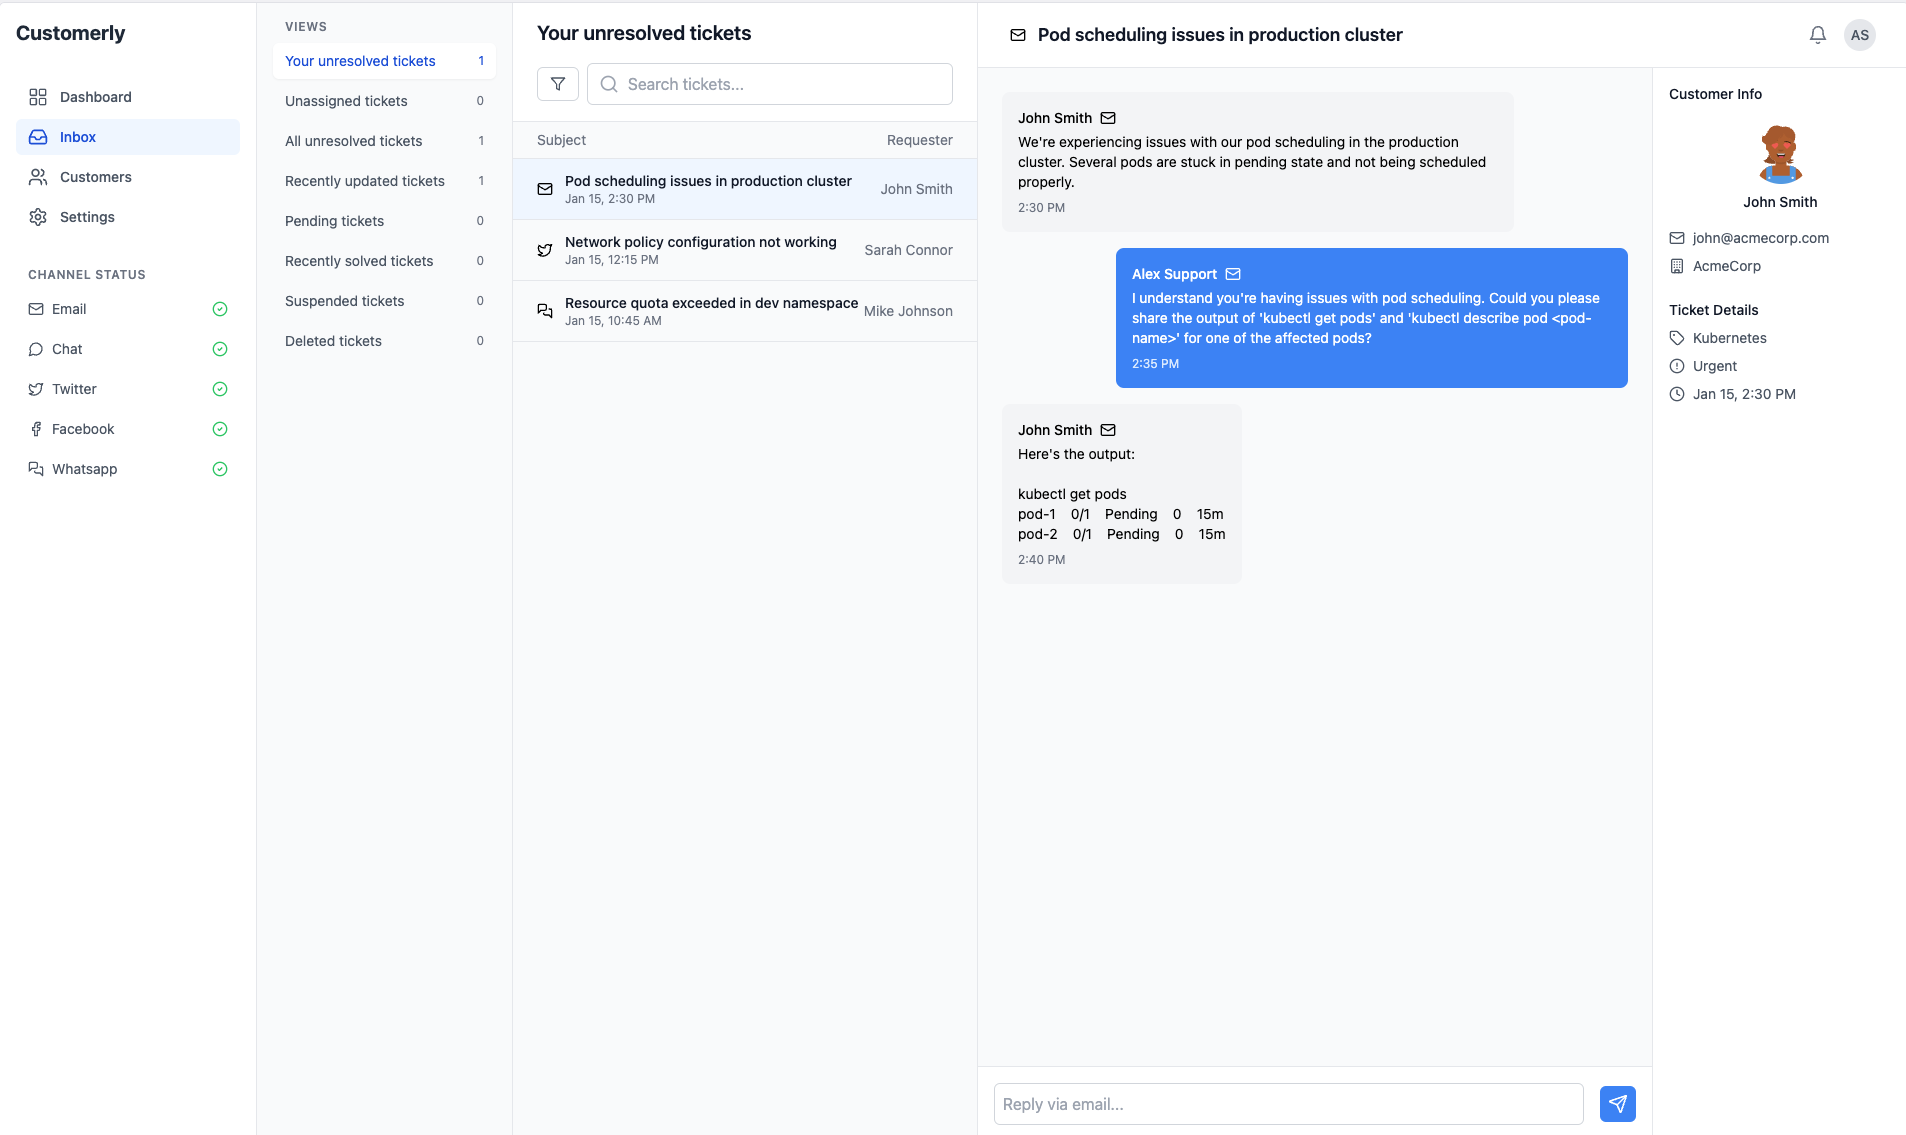 Customerly
Dashboard
Inbox
Customers
Settings
CHANNEL STATUS
Email
Chat
Twitter
Facebook
Whatsapp
VIEWS
Your unresolved tickets 1
Unassigned tickets 0
All unresolved tickets 1
Recently updated tickets 1
Pending tickets 0
Recently solved tickets 0
Suspended tickets 0
Deleted tickets 0
Your unresolved tickets
Search tickets...
Subject Requester
Pod scheduling issues in production cluster John Smith
Jan 15, 2:30 PM
Network policy configuration not working Sarah Connor
Jan 15, 12:15 PM
Resource quota exceeded in dev namespace Mike Johnson
Jan 15, 10:45 AM
Pod scheduling issues in production cluster
AS
John Smith
We're experiencing issues with our pod scheduling in the production
cluster. Several pods are stuck in pending state and not being scheduled
properly.
2:30 PM
Alex Support
I understand you're having issues with pod scheduling. Could you please
share the output of 'kubectl get pods' and 'kubectl describe pod <pod-
name>' for one of the affected pods?
2:35 PM
John Smith
Here's the output:
kubectl get pods
pod-1 0/1 Pending 0 15m
pod-2 0/1 Pending 0 15m
2:40 PM
Reply via email...
Customer Info
John Smith
john@acmecorp.com
AcmeCorp
Ticket Details
Kubernetes
Urgent
Jan 15, 2:30 PM